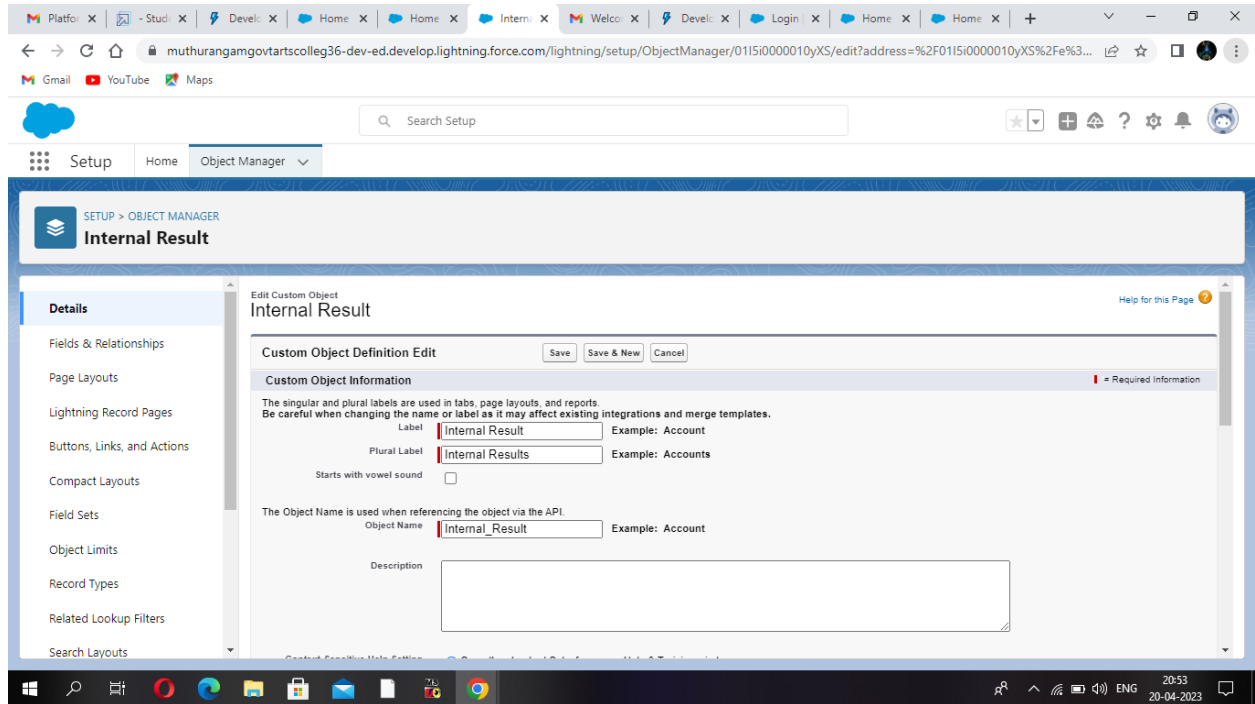 Platfor
- Stud
Develc
Home
Home
Intern
Welco
Develc
Login
Home
Home
muthurangamgovtartscolleg36-dev-ed.develop.lightning.force.com/lightning/setup/ObjectManager/01I5i0000010yXS/edit?address=%2F01I5i0000010yXS%2Fe%3...
Gmail YouTube Maps
Search Setup
Setup Home Object Manager
SETUP > OBJECT MANAGER
Internal Result
Details
Fields & Relationships
Page Layouts
Lightning Record Pages
Buttons, Links, and Actions
Compact Layouts
Field Sets
Object Limits
Record Types
Related Lookup Filters
Search Layouts
Edit Custom Object
Internal Result
Help for this Page
Custom Object Definition Edit Save Save & New Cancel
Custom Object Information = Required Information
The singular and plural labels are used in tabs, page layouts, and reports.
Be careful when changing the name or label as it may affect existing integrations and merge templates.
Label Internal Result Example: Account
Plural Label Internal Results Example: Accounts
Starts with vowel sound
The Object Name is used when referencing the object via the API.
Object Name Internal_Result Example: Account
Description
ENG
20:53
20-04-2023